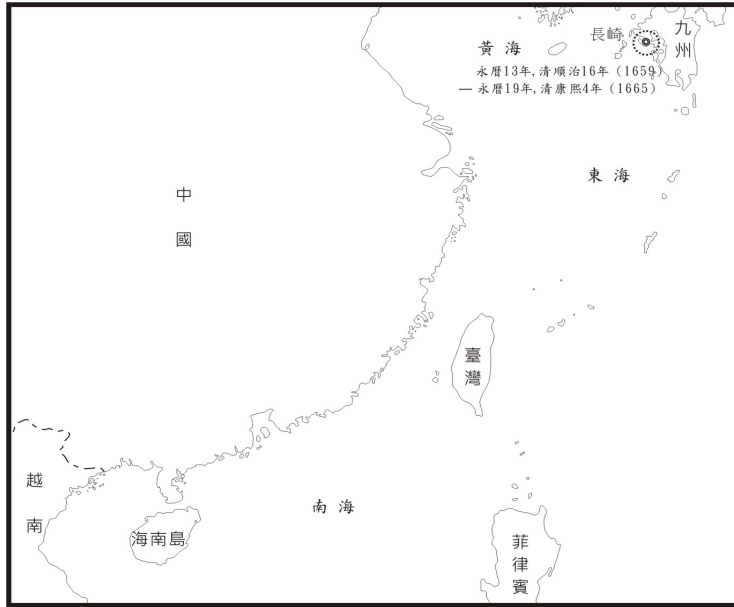 長崎
九州
黃海
永曆13年,清順治16年（1659）
— 永曆19年,清康熙4年（1665）
東海
中國
臺灣
越南
南海
海南島
菲律賓